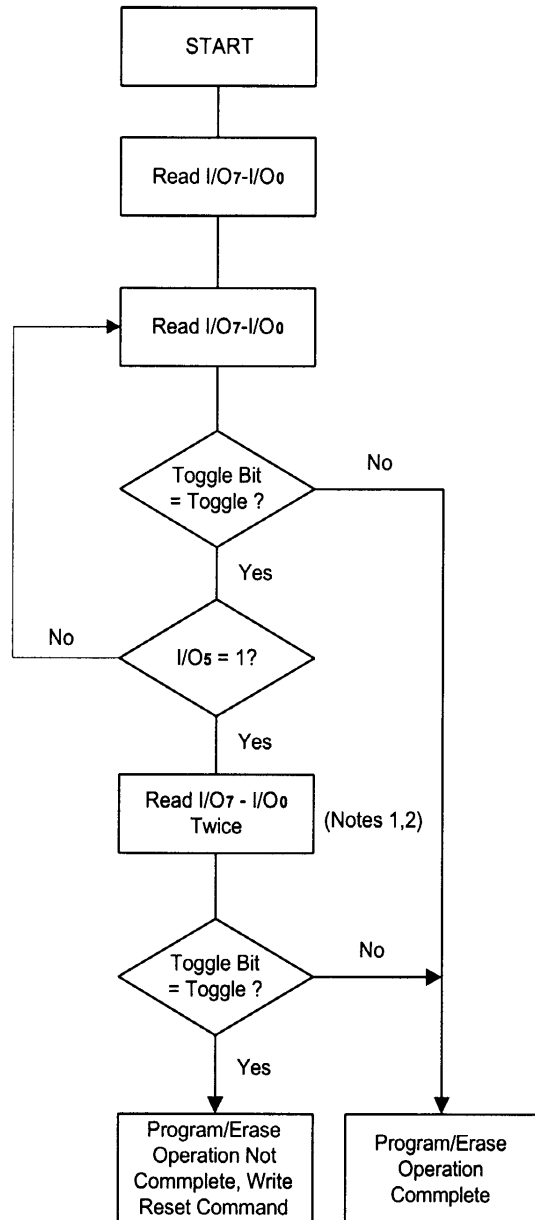 START
Read I/O7-I/O0
Read I/O7-I/O0
Toggle Bit
= Toggle ?
No
Yes
No
I/O5 = 1?
Yes
Read I/O7 - I/O0
Twice
(Notes 1,2)
No
Toggle Bit
= Toggle ?
Yes
Program/Erase
Operation Not
Commplete, Write
Reset Command
Program/Erase
Operation
Commplete